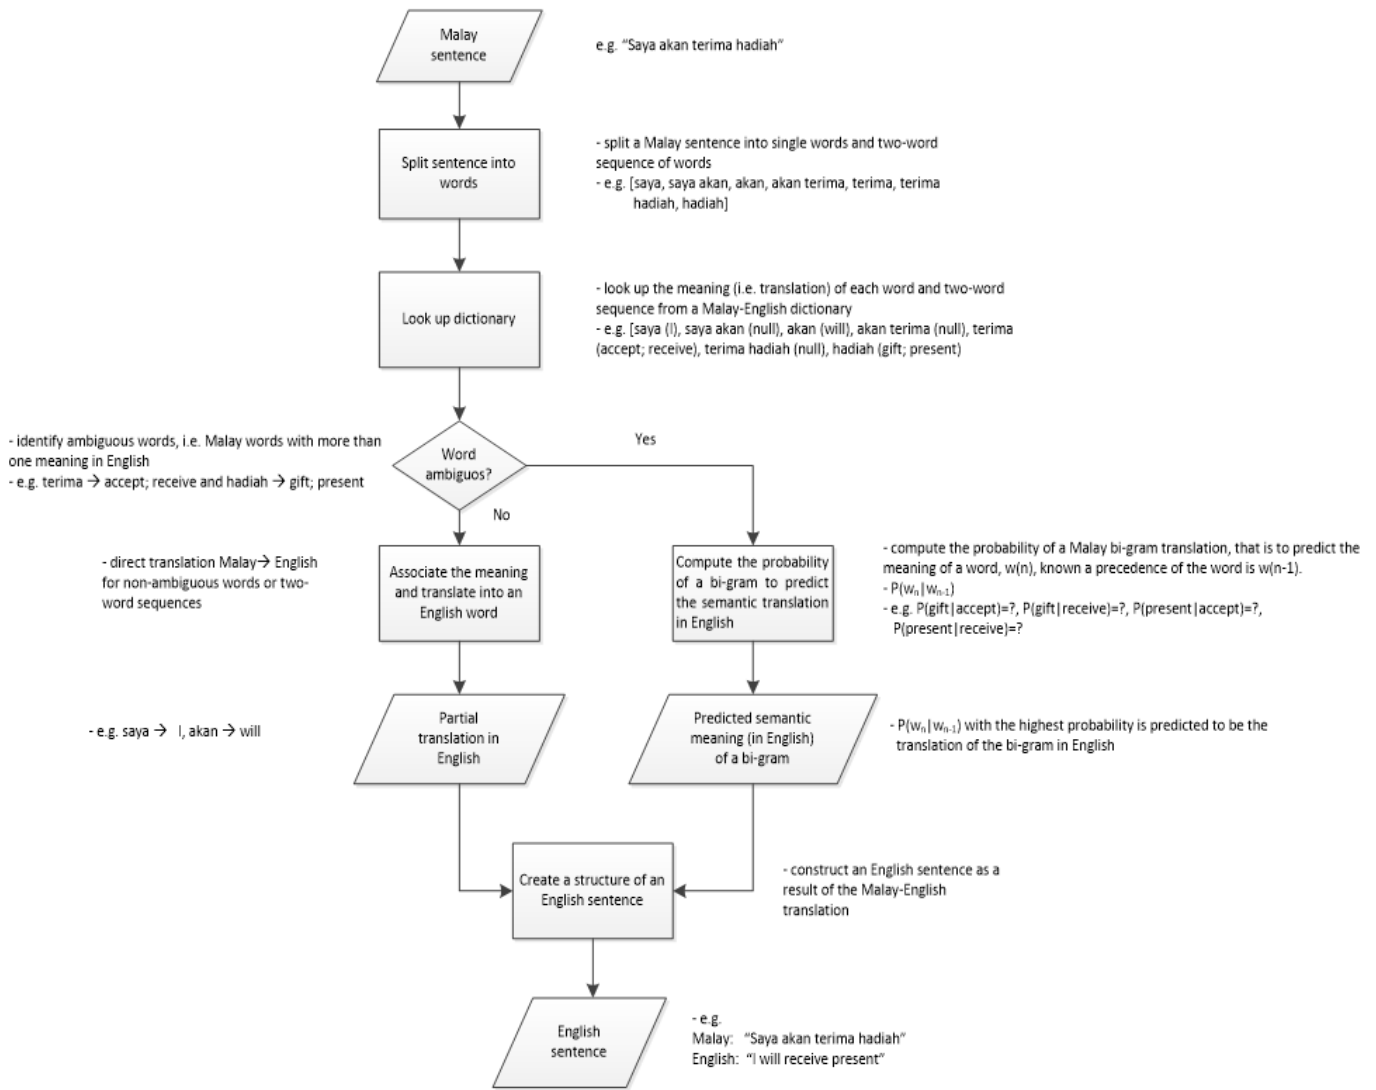 Malay
sentence
e.g. “Saya akan terima hadiah”
Split sentence into
words
- split a Malay sentence into single words and two-word
sequence of words
- e.g. [saya, saya akan, akan, akan terima, terima, terima
hadiah, hadiah]
Look up dictionary
- look up the meaning (i.e. translation) of each word and two-word
sequence from a Malay-English dictionary
- e.g. [saya (I), saya akan (null), akan (will), akan terima (null), terima
(accept; receive), terima hadiah (null), hadiah (gift; present)
- identify ambiguous words, i.e. Malay words with more than
one meaning in English
- e.g. terima → accept; receive and hadiah → gift; present
Word
ambiguos?
Yes
No
- direct translation Malay→ English
for non-ambiguous words or two-
word sequences
Associate the meaning
and translate into an
English word
Compute the probability
of a bi-gram to predict
the semantic translation
in English
- compute the probability of a Malay bi-gram translation, that is to predict the
meaning of a word, w(n), known a precedence of the word is w(n-1).
- P(wₙ|wₙ₋₁)
- e.g. P(gift|accept)=?, P(gift|receive)=?, P(present|accept)=?,
P(present|receive)=?
- e.g. saya → I, akan → will
Partial
translation in
English
Predicted semantic
meaning (in English)
of a bi-gram
- P(wₙ|wₙ₋₁) with the highest probability is predicted to be the
translation of the bi-gram in English
Create a structure of an
English sentence
- construct an English sentence as a
result of the Malay-English
translation
English
sentence
- e.g.
Malay: “Saya akan terima hadiah”
English: “I will receive present”